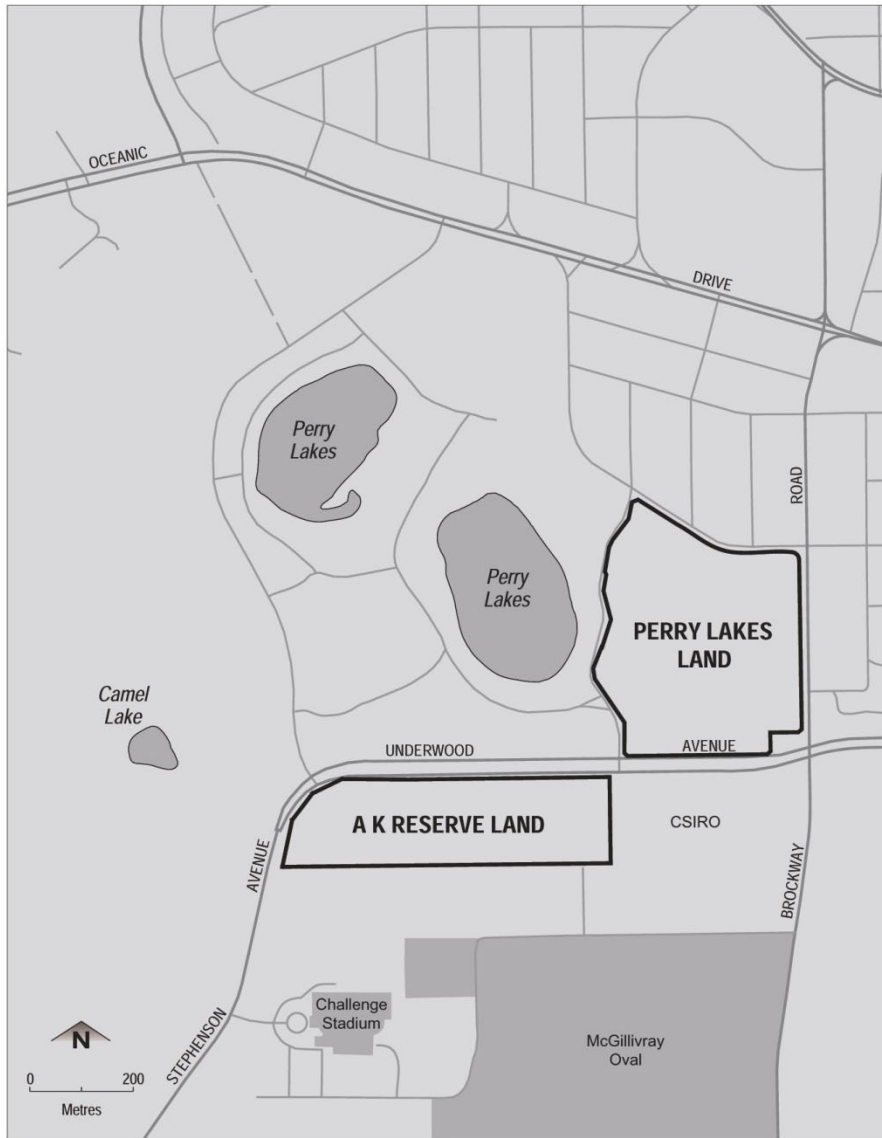 OCEANIC
DRIVE
Perry
Lakes
ROAD
Perry
Lakes
PERRY LAKES
LAND
Camel
Lake
UNDERWOOD
AVENUE
A K RESERVE LAND
CSIRO
AVENUE
BROCKWAY
STEPHENSON
Challenge
Stadium
McGillivray
Oval
N
0 200
Metres